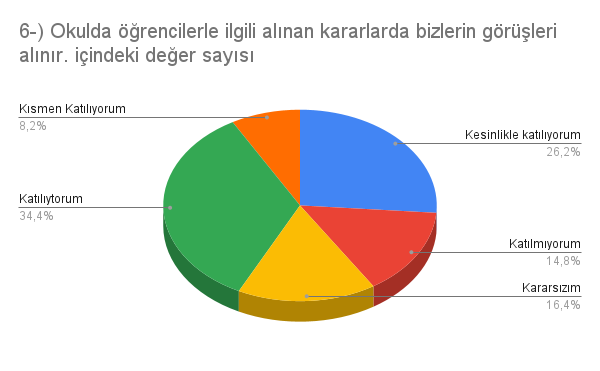 6-) Okulda öğrencilerle ilgili alınan kararlarda bizlerin görüşleri
alınır. içindeki değer sayısı
Kısmen Katılıyorum
8,2%
Kesinlikle katılıyorum
26,2%
Katılıytorum
34,4%
Katılmıyorum
14,8%
Kararsızım
16,4%